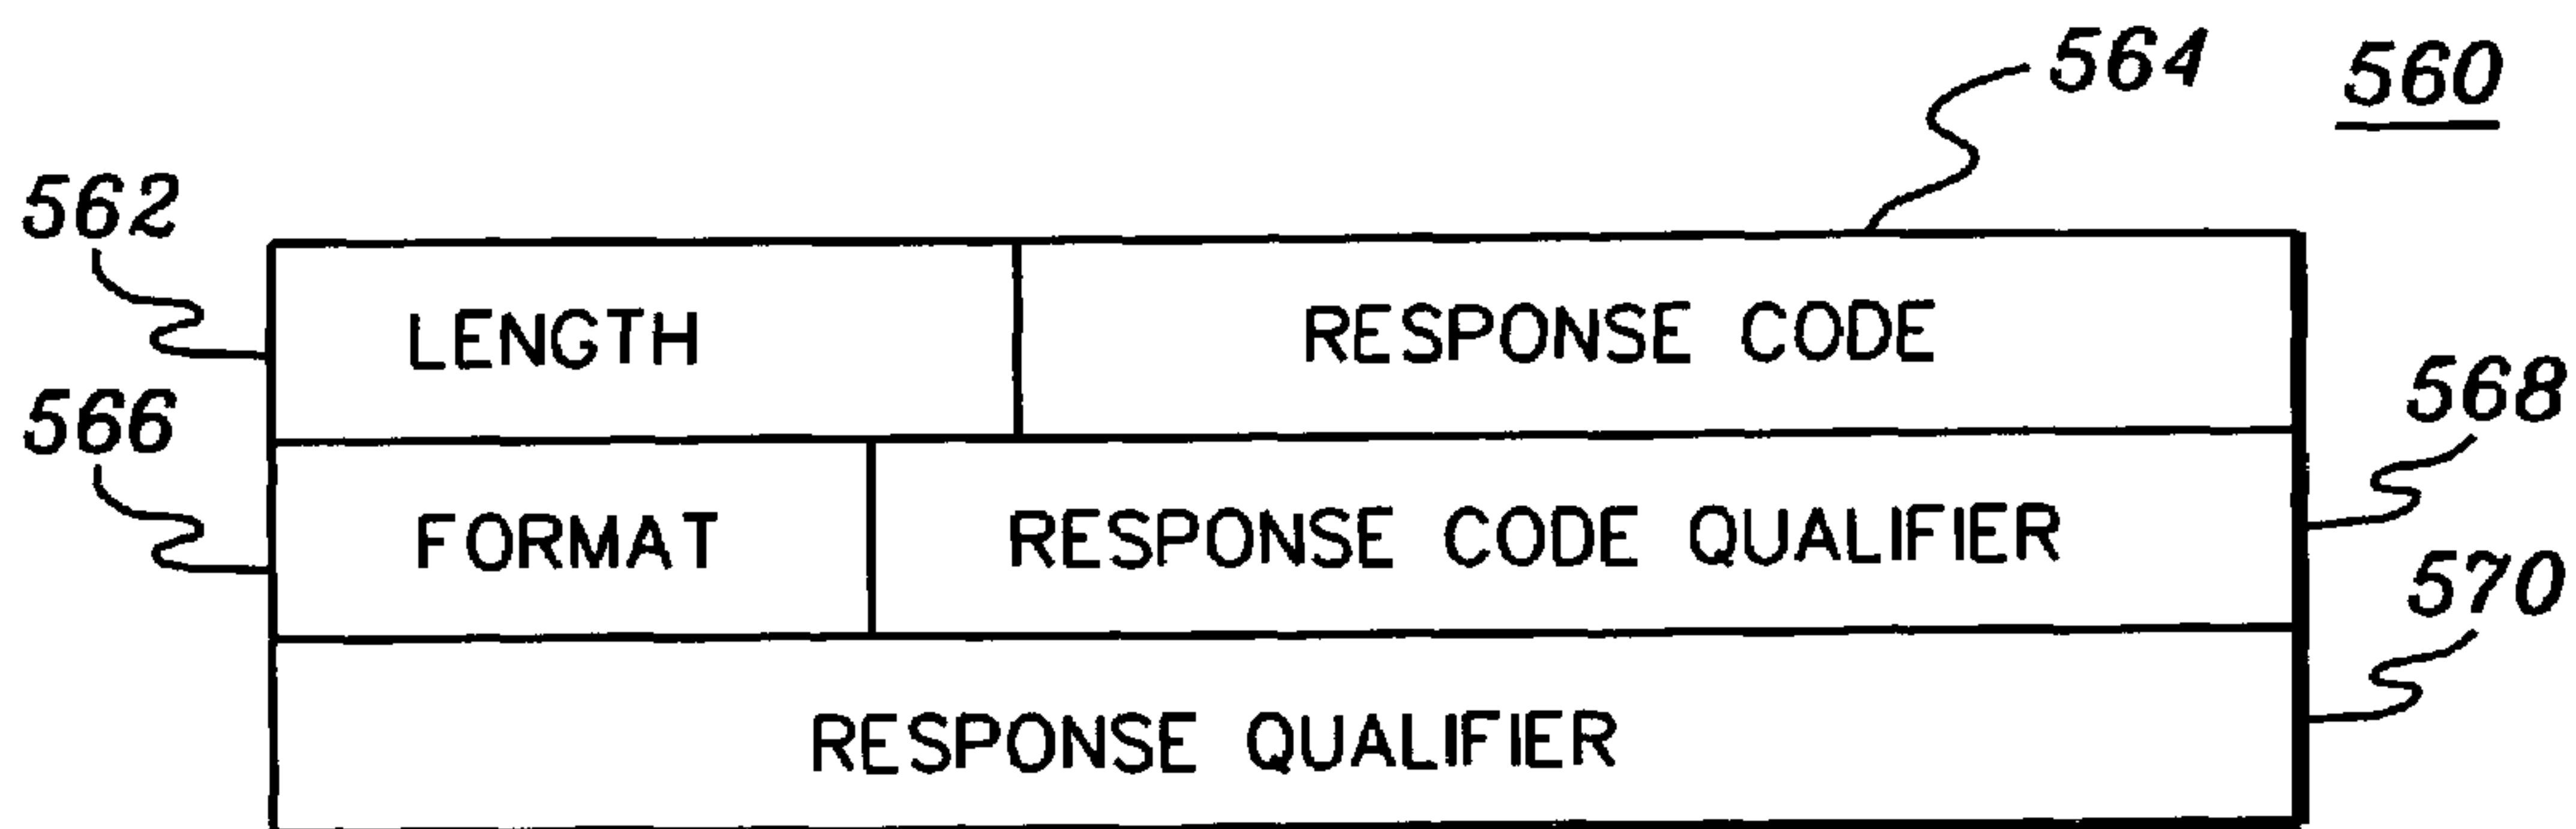 564 560
562
LENGTH RESPONSE CODE
566 568
FORMAT RESPONSE CODE QUALIFIER
570
RESPONSE QUALIFIER